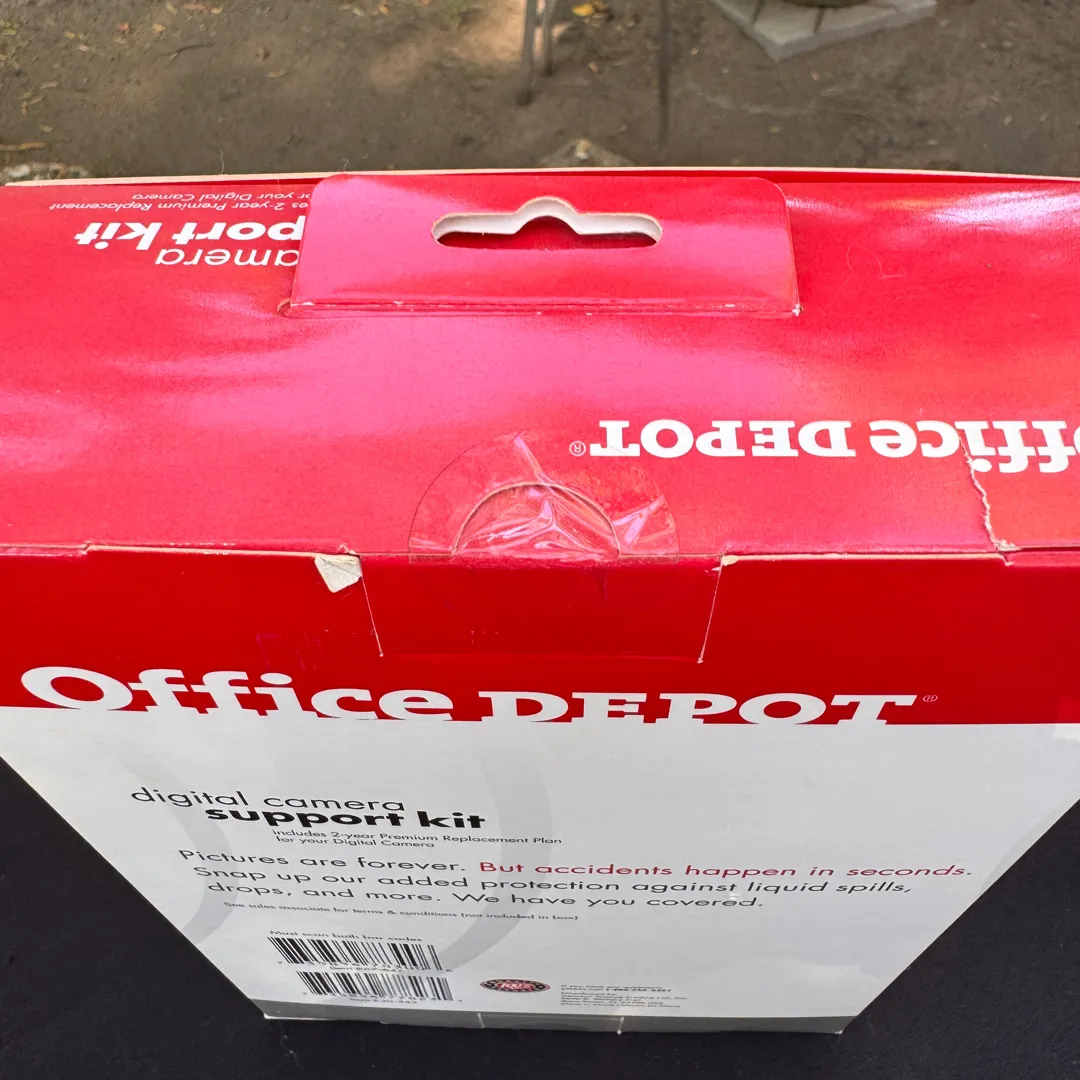 es 2-year Premium Replacement
or your Digital Camera
amera
port kit
Office DEPOT®
Office DEPOT®
digital camera
support kit
includes 2-year Premium Replacement Plan
for your Digital Camera
Pictures are forever. But accidents happen in seconds.
Snap up our added protection against liquid spills,
drops, and more. We have you covered.
See sales associate for terms & conditions (not included in box)
Must scan both bar codes